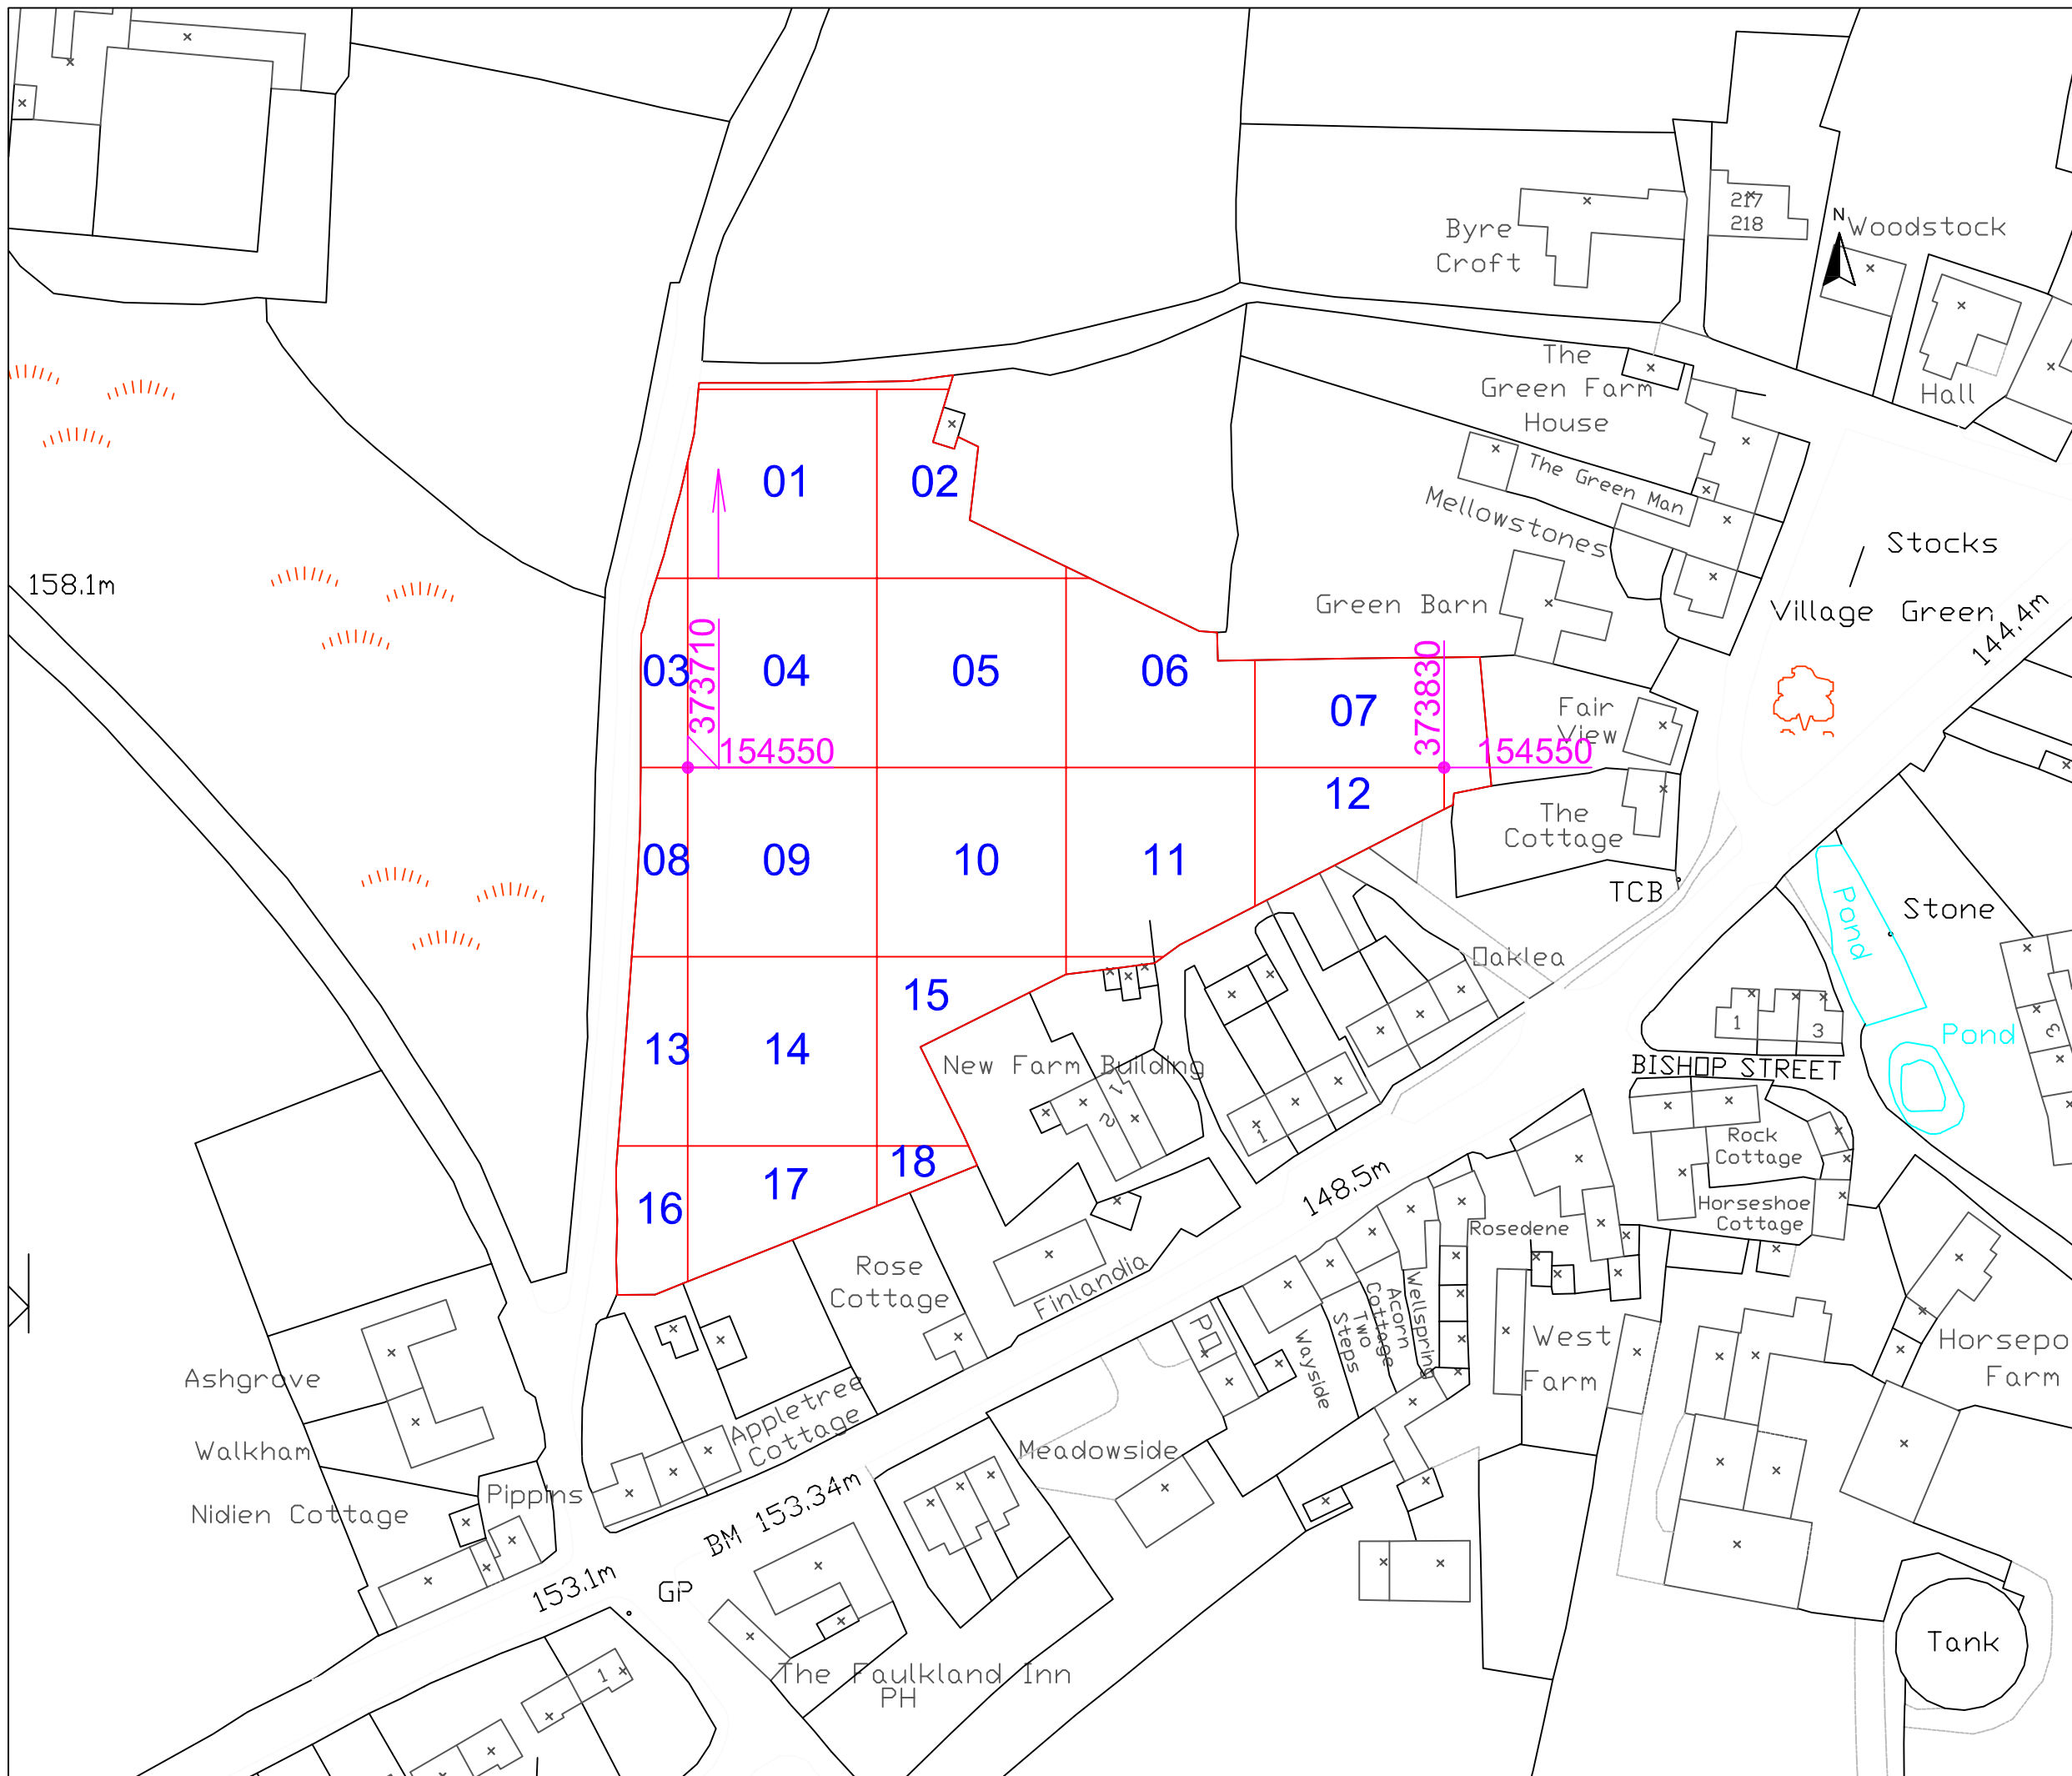 217
218
N
Woodstock
Byre
Croft
The
Green Farm
House
Hall
01
02
The Green Man
Mellowstones
Stocks
158.1m
Green Barn
Village Green
144.4m
03
04
05
06
07
373710
154550
373830
154550
Fair
View
12
The
Cottage
08
09
10
11
TCB
Pond
Stone
Oaklea
15
13
14
1
3
3
Pond
New Farm Building
BISHOP STREET
1
2
1
Rock
Cottage
18
17
16
148.5m
Horseshoe
Cottage
Rosedene
Rose
Cottage
Finlandia
PO
Wayside
Two
Steps
Acorn
Cottage
Wellspring
West
Farm
Horsepo
Farm
Ashgrove
Appletree
Cottage
Walkham
Meadowside
Pippins
Nidien Cottage
BM 153.34m
153.1m
GP
Tank
1
The Faulkland Inn
PH